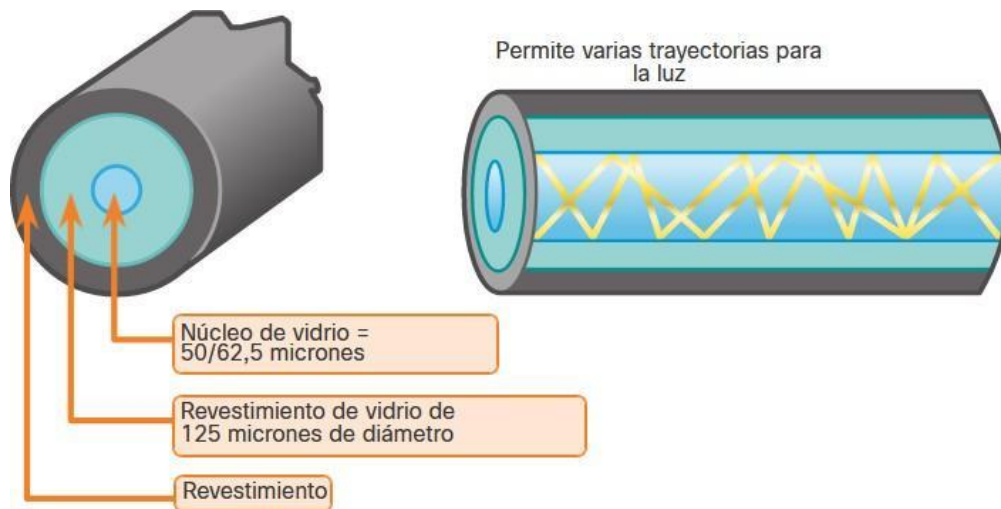 Permite varias trayectorias para
la luz
Núcleo de vidrio =
50/62,5 micrones
Revestimiento de vidrio de
125 micrones de diámetro
Revestimiento